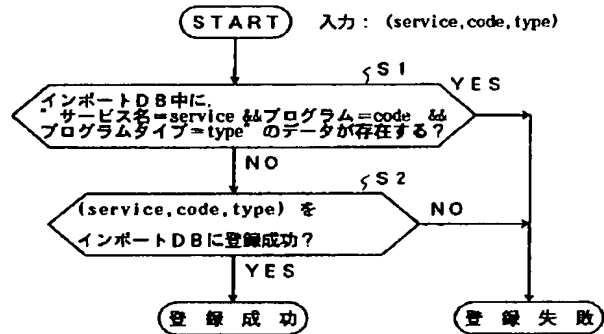 START 入力：(service,code,type)
S1
YES
インポートDB中に,
"サービス名=service &&プログラム=code &&
プログラムタイプ=type"のデータが存在する?
NO
S2
(service,code,type)を
NO
インポートDBに登録成功?
YES
登録成功 登録失敗